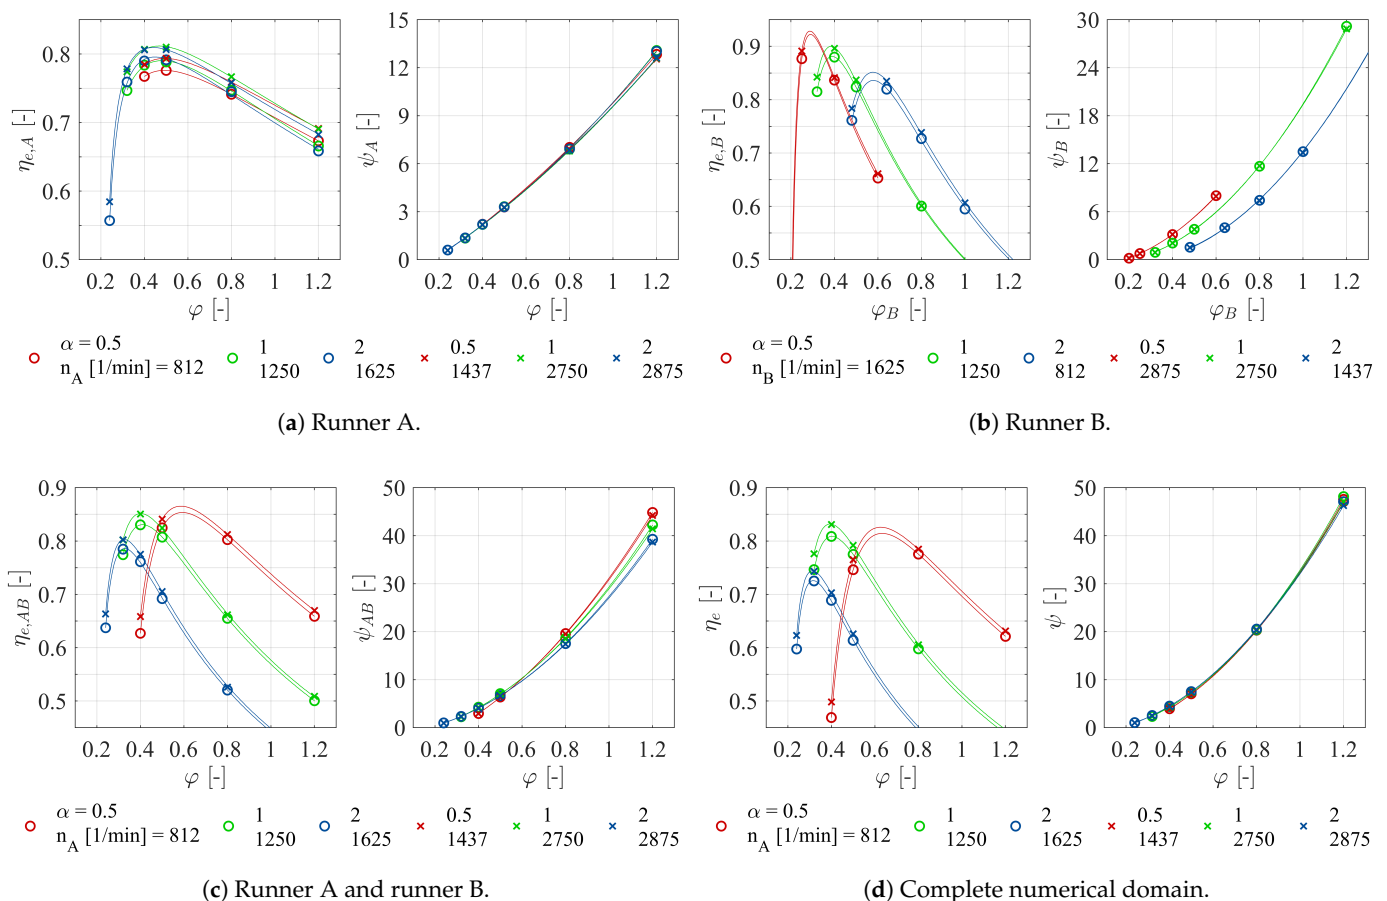 η_{e,A} [-]
0.8
0.7
0.6
0.5
0.2 0.4 0.6 0.8 1 1.2
φ [-]
ψ_A [-]
15
12
9
6
3
0
0.2 0.4 0.6 0.8 1 1.2
φ [-]
α = 0.5 1 2 0.5 1 2
n_A [1/min] = 812 1250 1625 1437 2750 2875
(a) Runner A.
η_{e,B} [-]
0.9
0.8
0.7
0.6
0.5
0.2 0.4 0.6 0.8 1 1.2
φ_B [-]
ψ_B [-]
30
24
18
12
6
0
0.2 0.4 0.6 0.8 1 1.2
φ_B [-]
α = 0.5 1 2 0.5 1 2
n_B [1/min] = 1625 1250 812 2875 2750 1437
(b) Runner B.
η_{e,AB} [-]
0.9
0.8
0.7
0.6
0.5
0.2 0.4 0.6 0.8 1 1.2
φ [-]
ψ_{AB} [-]
50
40
30
20
10
0
0.2 0.4 0.6 0.8 1 1.2
φ [-]
α = 0.5 1 2 0.5 1 2
n_A [1/min] = 812 1250 1625 1437 2750 2875
(c) Runner A and runner B.
η_e [-]
0.9
0.8
0.7
0.6
0.5
0.2 0.4 0.6 0.8 1 1.2
φ [-]
ψ [-]
50
40
30
20
10
0
0.2 0.4 0.6 0.8 1 1.2
φ [-]
α = 0.5 1 2 0.5 1 2
n_A [1/min] = 812 1250 1625 1437 2750 2875
(d) Complete numerical domain.